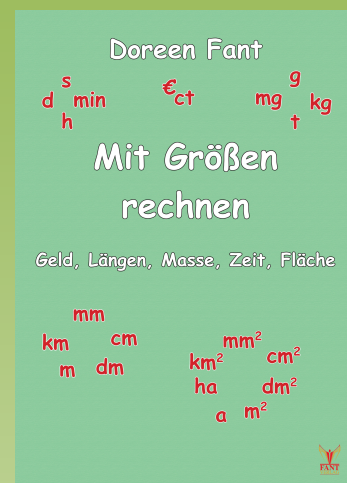 Doreen Fant
s
d min
h
€ct
g
mg kg
t
Mit Größen
rechnen
Geld, Längen, Masse, Zeit, Fläche
mm
km cm
m dm
mm²
km² cm²
ha dm²
a m²
FANT